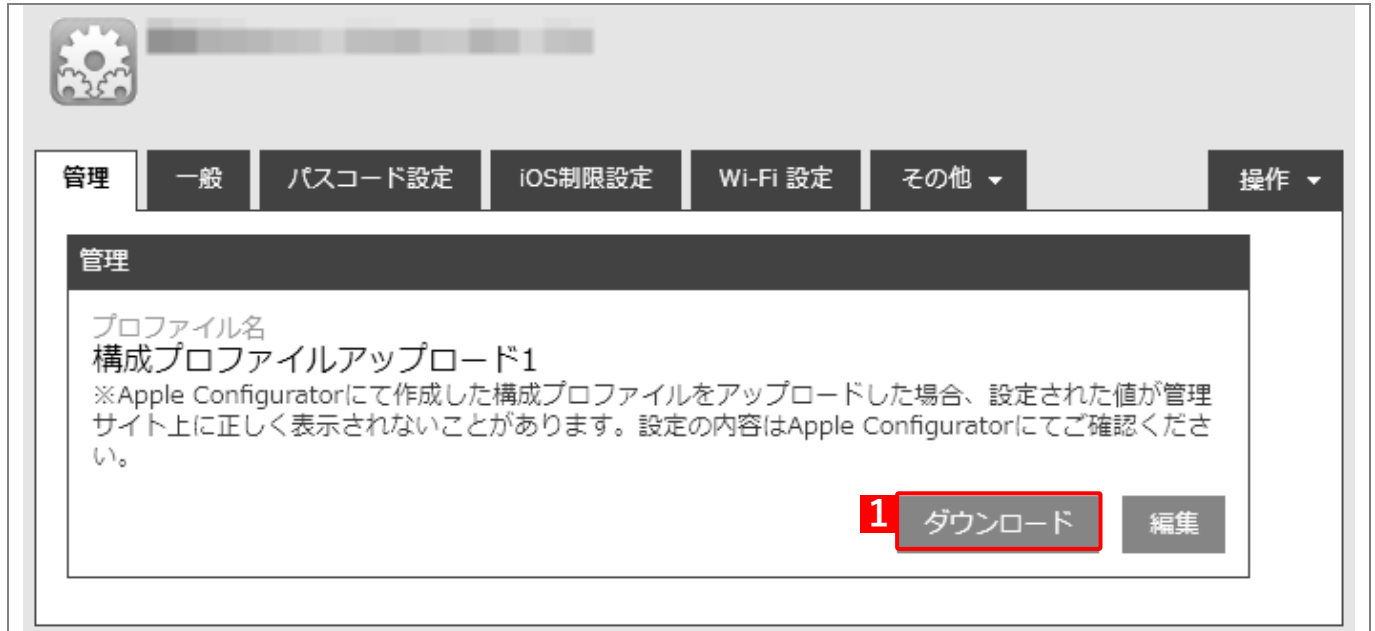 管理 一般 パスコード設定 iOS制限設定 Wi-Fi 設定 その他 ▼ 操作 ▼
管理
プロファイル名
構成プロファイルアップロード1
※Apple Configuratorにて作成した構成プロファイルをアップロードした場合、設定された値が管理
サイト上に正しく表示されないことがあります。設定の内容はApple Configuratorにてご確認くださ
い。
1 ダウンロード 編集